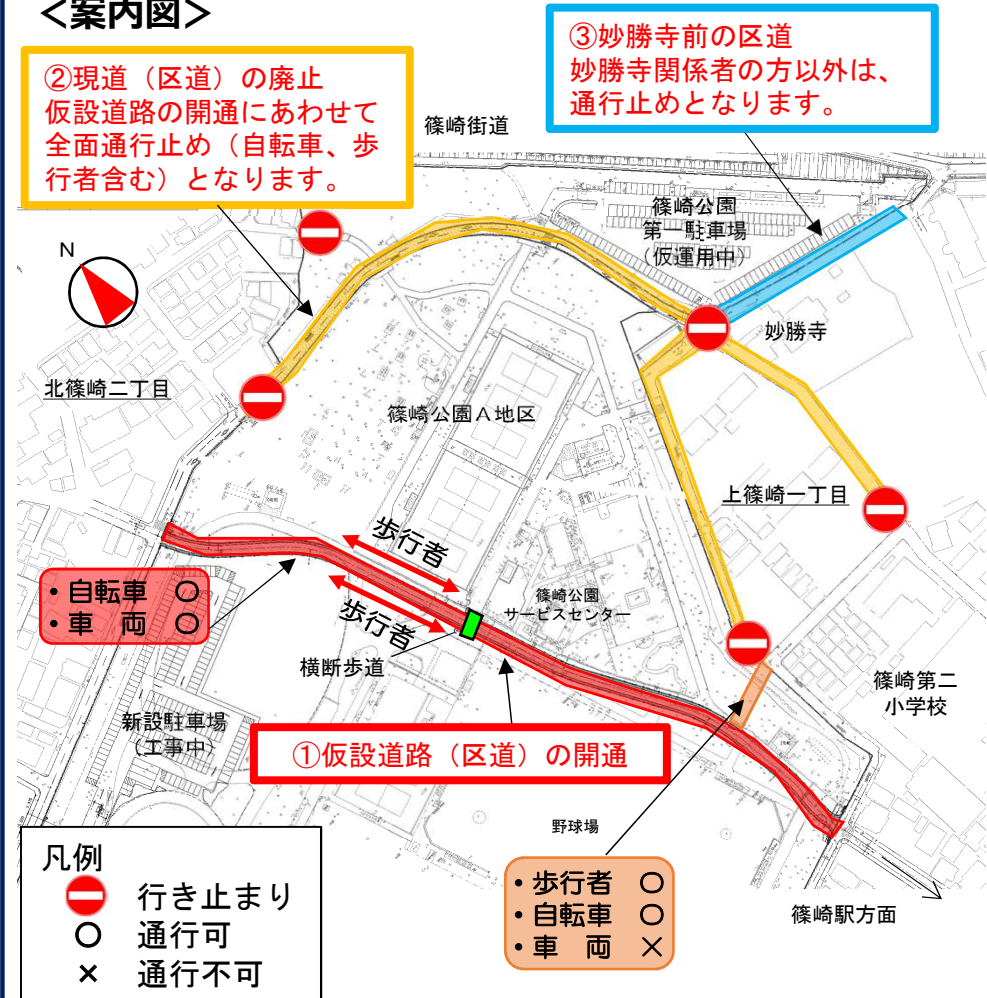 <案内図>
②現道（区道）の廃止
仮設道路の開通にあわせて
全面通行止め（自転車、歩
行者含む）となります。
③妙勝寺前の区道
妙勝寺関係者の方以外は、
通行止めとなります。
篠崎街道
篠崎公園
第一駐車場
（仮運用中）
N
妙勝寺
北篠崎二丁目
篠崎公園A地区
上篠崎一丁目
歩行者
・自転車 〇
・車 両 〇
歩行者
篠崎公園
サービスセンター
横断歩道
篠崎第二
小学校
新設駐車場
（工事中）
①仮設道路（区道）の開通
野球場
・歩行者 〇
・自転車 〇
・車 両 ×
篠崎駅方面
凡例
行き止まり
〇 通行可
× 通行不可